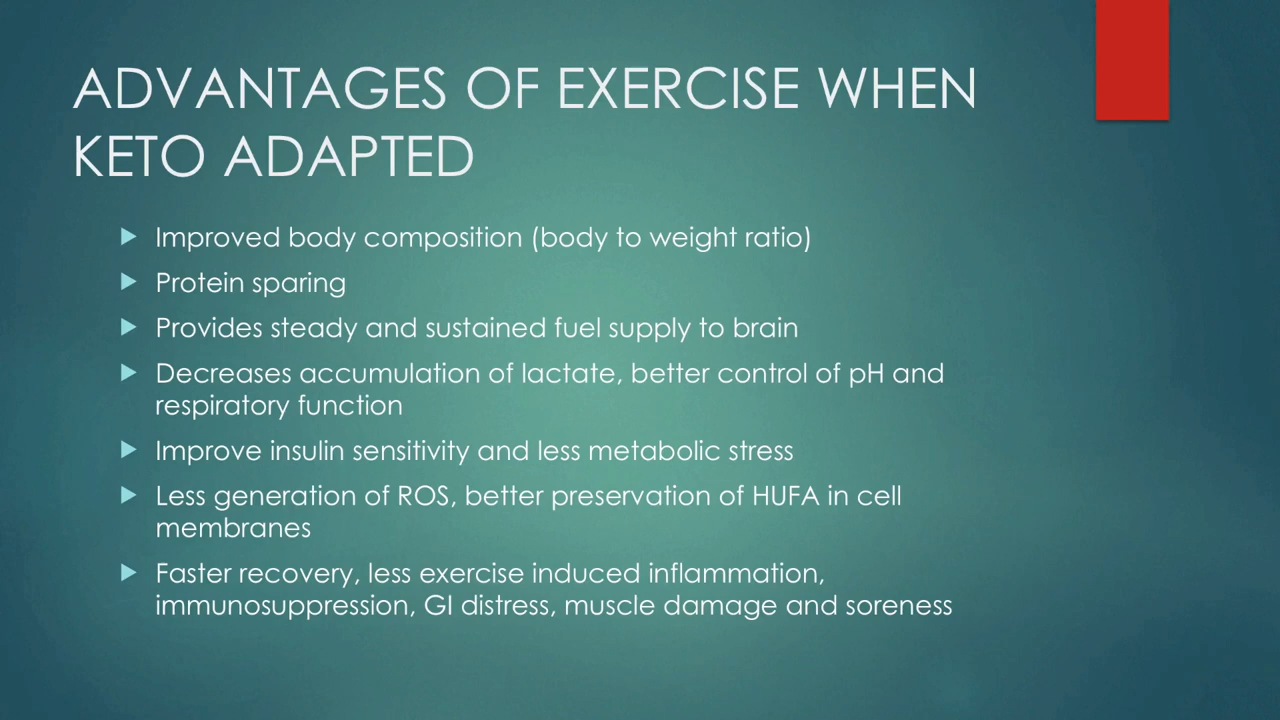 ADVANTAGES OF EXERCISE WHEN
KETO ADAPTED
Improved body composition (body to weight ratio)
Protein sparing
Provides steady and sustained fuel supply to brain
Decreases accumulation of lactate, better control of pH and
respiratory function
Improve insulin sensitivity and less metabolic stress
Less generation of ROS, better preservation of HUFA in cell
membranes
Faster recovery, less exercise induced inflammation,
immunosuppression, GI distress, muscle damage and soreness